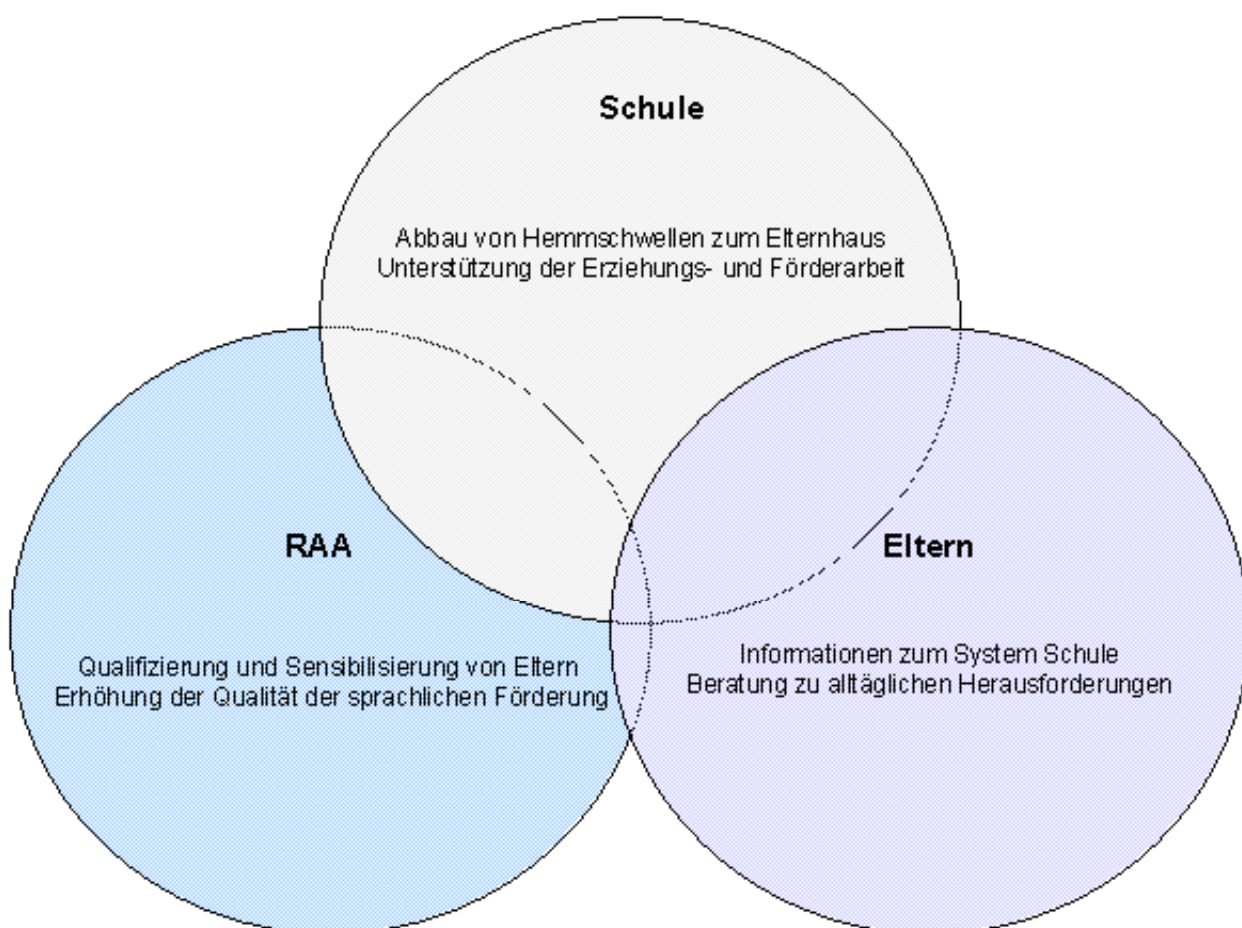 Schule
Abbau von Hemmschwellen zum Elternhaus
Unterstützung der Erziehungs- und Förderarbeit
RAA
Qualifizierung und Sensibilisierung von Eltern
Erhöhung der Qualität der sprachlichen Förderung
Eltern
Informationen zum System Schule
Beratung zu alltäglichen Herausforderungen